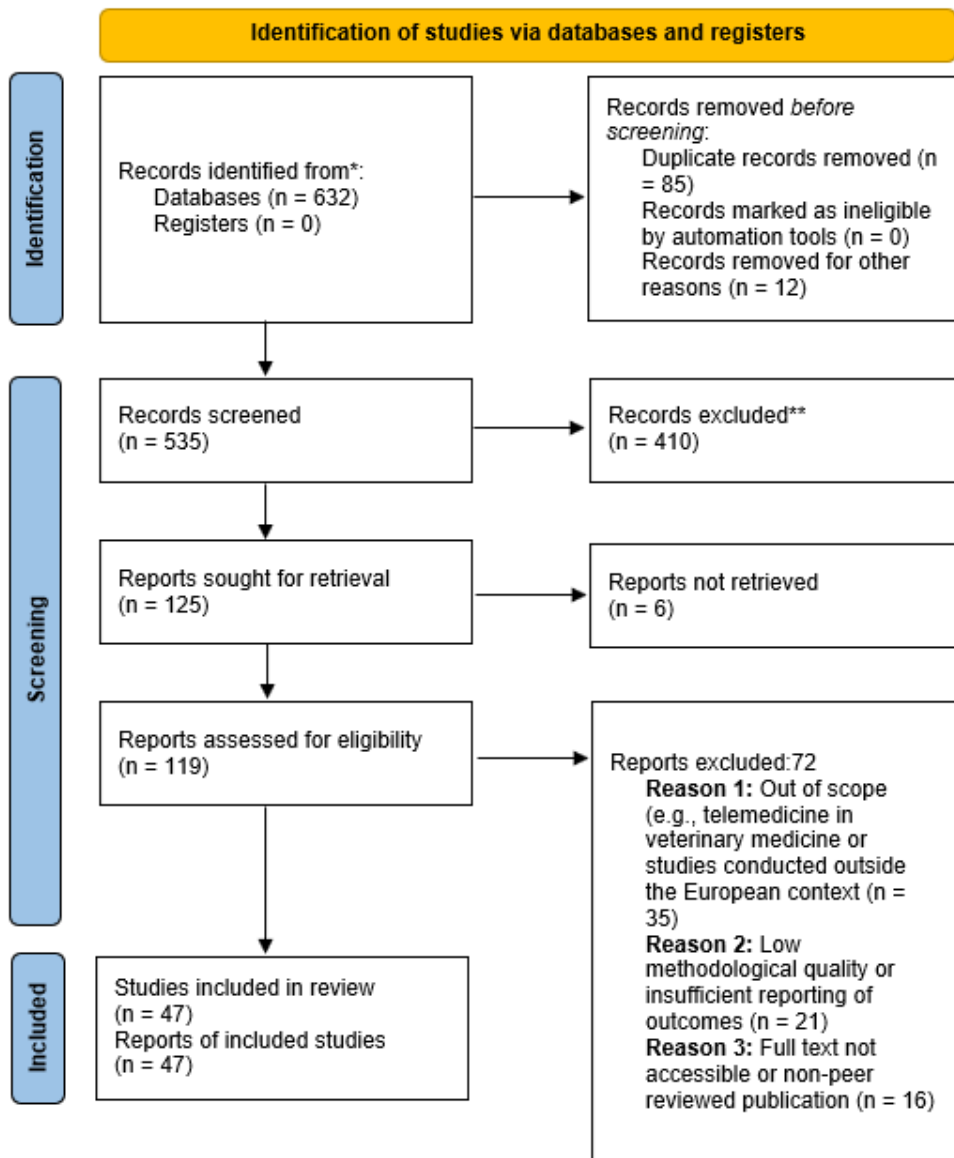 Identification of studies via databases and registers
Identification
Records identified from*:
Databases (n = 632)
Registers (n = 0)
Records removed before
screening:
Duplicate records removed (n
= 85)
Records marked as ineligible
by automation tools (n = 0)
Records removed for other
reasons (n = 12)
Screening
Records screened
(n = 535)
Records excluded**
(n = 410)
Reports sought for retrieval
(n = 125)
Reports not retrieved
(n = 6)
Reports assessed for eligibility
(n = 119)
Reports excluded:72
Reason 1: Out of scope
(e.g., telemedicine in
veterinary medicine or
studies conducted outside
the European context (n =
35)
Reason 2: Low
methodological quality or
insufficient reporting of
outcomes (n = 21)
Reason 3: Full text not
accessible or non-peer
reviewed publication (n = 16)
Included
Studies included in review
(n = 47)
Reports of included studies
(n = 47)